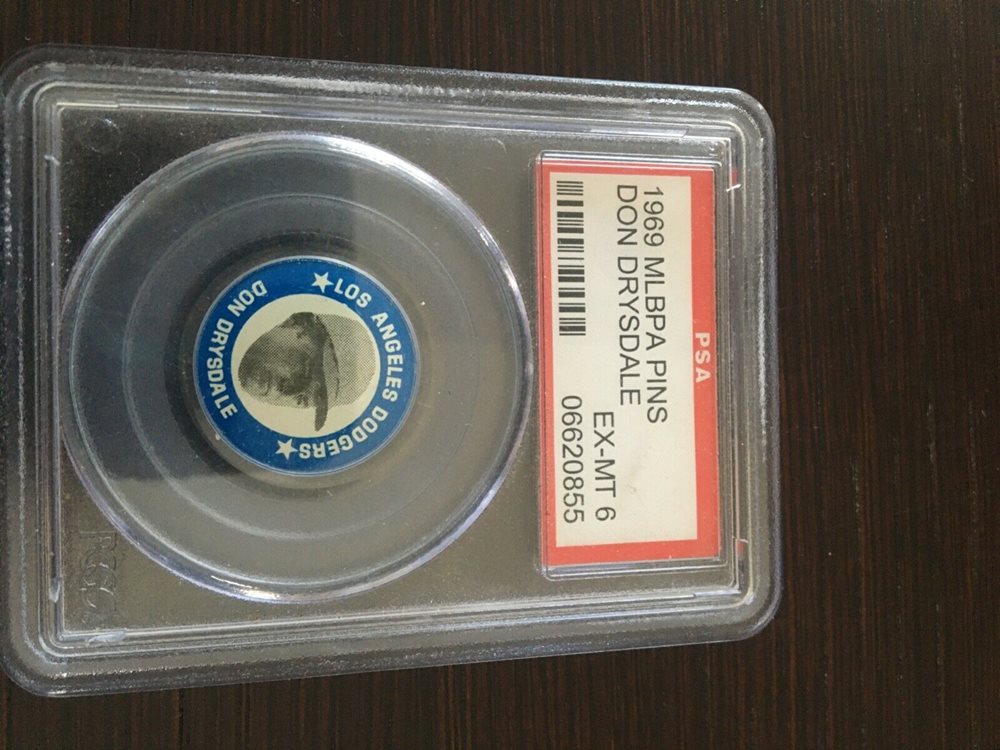 PSA
1969 MLBPA PINS
DON DRYSDALE
EX-MT 6
06620855
LOS ANGELES DODGERS
DON DRYSDALE